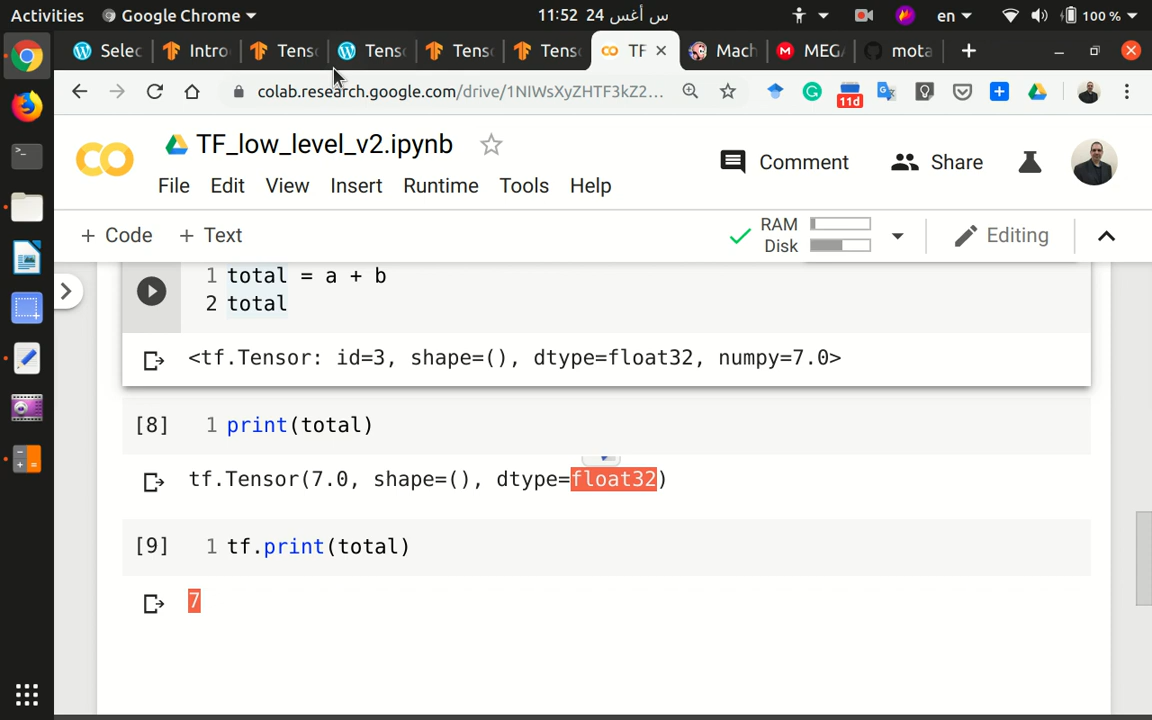 Activities Google Chrome 11:52 24 س أغس en 100 %
Selec Intro Tens Tens Tens Tens TF Mach MEGA mota
colab.research.google.com/drive/1NIWsXyZHTF3kZ2... 11d
CO TF_low_level_v2.ipynb Comment Share
File Edit View Insert Runtime Tools Help
+ Code + Text RAM Disk Editing
1 total = a + b
2 total
<tf.Tensor: id=3, shape=(), dtype=float32, numpy=7.0>
[8] 1 print(total)
tf.Tensor(7.0, shape=(), dtype=float32)
[9] 1 tf.print(total)
7